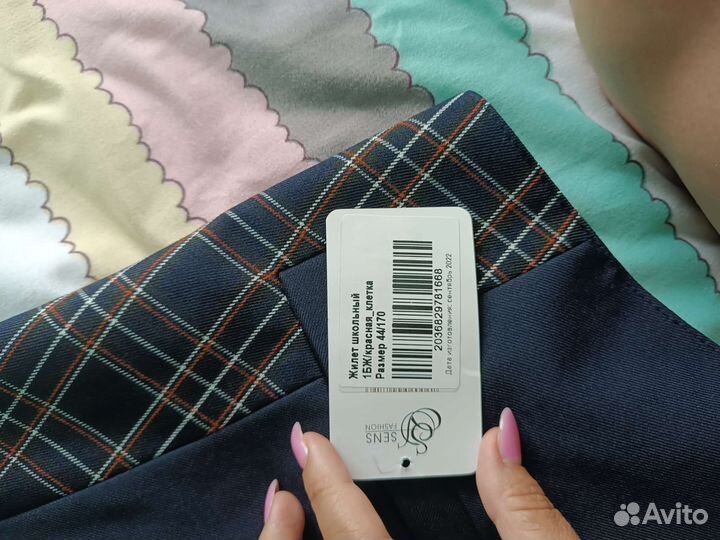 Жилет школьный
1БЖ/красная_клетка
Размер 44/170
2036829781668
Дата изготовления: сентябрь 2022
SENS
FASHION
Avito